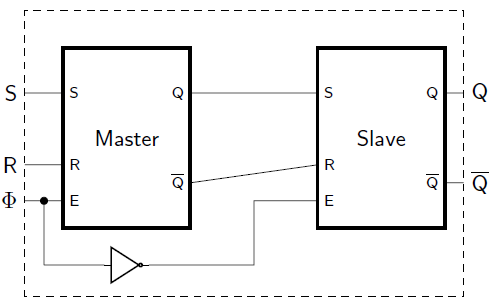 S S Q S Q Q
Master Slave
R R R
Q̅ Q̅ Q̅
Φ E E